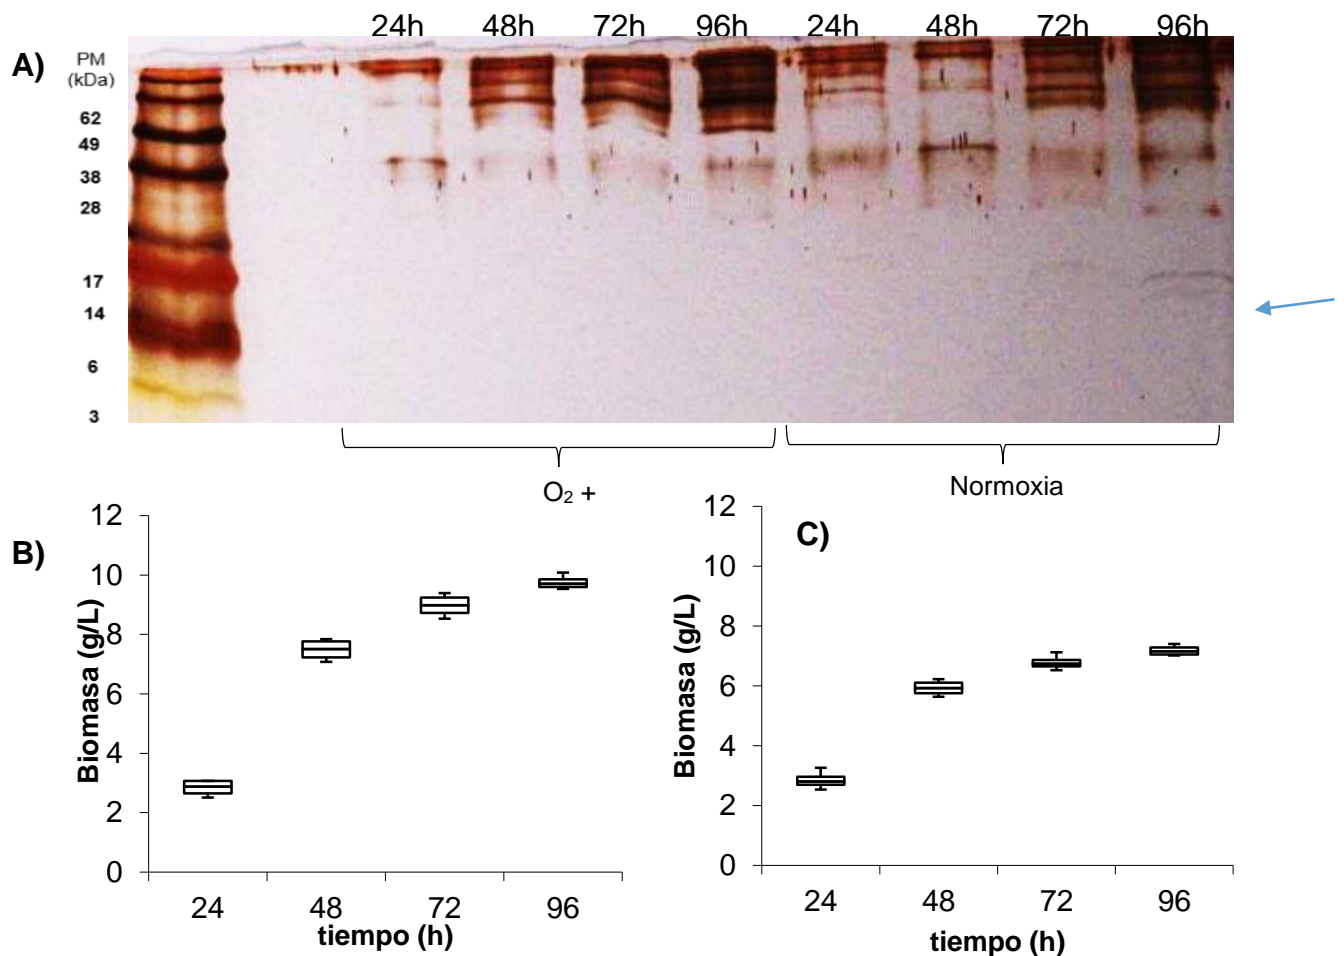 24h 48h 72h 96h 24h 48h 72h 96h
A)
PM
(kDa)
62
49
38
28
17
14
6
3
O₂ +
Normoxia
B)
12
10
8
6
4
2
0
Biomasa (g/L)
24 48 72 96
tiempo (h)
C)
12
10
8
6
4
2
0
Biomasa (g/L)
24 48 72 96
tiempo (h)